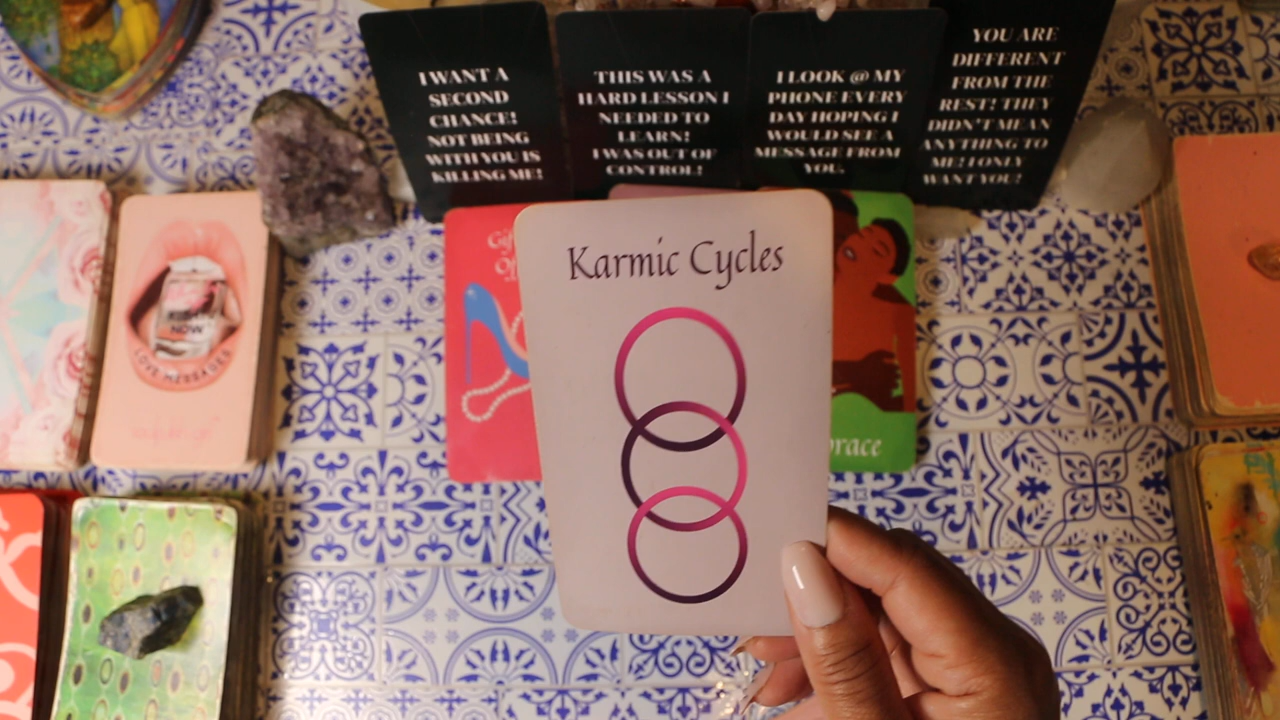 I WANT A
SECOND
CHANCE!
NOT BEING
WITH YOU IS
KILLING ME!
THIS WAS A
HARD LESSON I
NEEDED TO
LEARN!
I WAS OUT OF
CONTROL!
I LOOK @ MY
PHONE EVERY
DAY HOPING I
WOULD SEE A
MESSAGE FROM
YOU.
YOU ARE
DIFFERENT
FROM THE
REST! THEY
DIDN'T MEAN
ANYTHING TO
ME! I ONLY
WANT YOU!
Karmic Cycles
NOW
LOVE MESSAGES